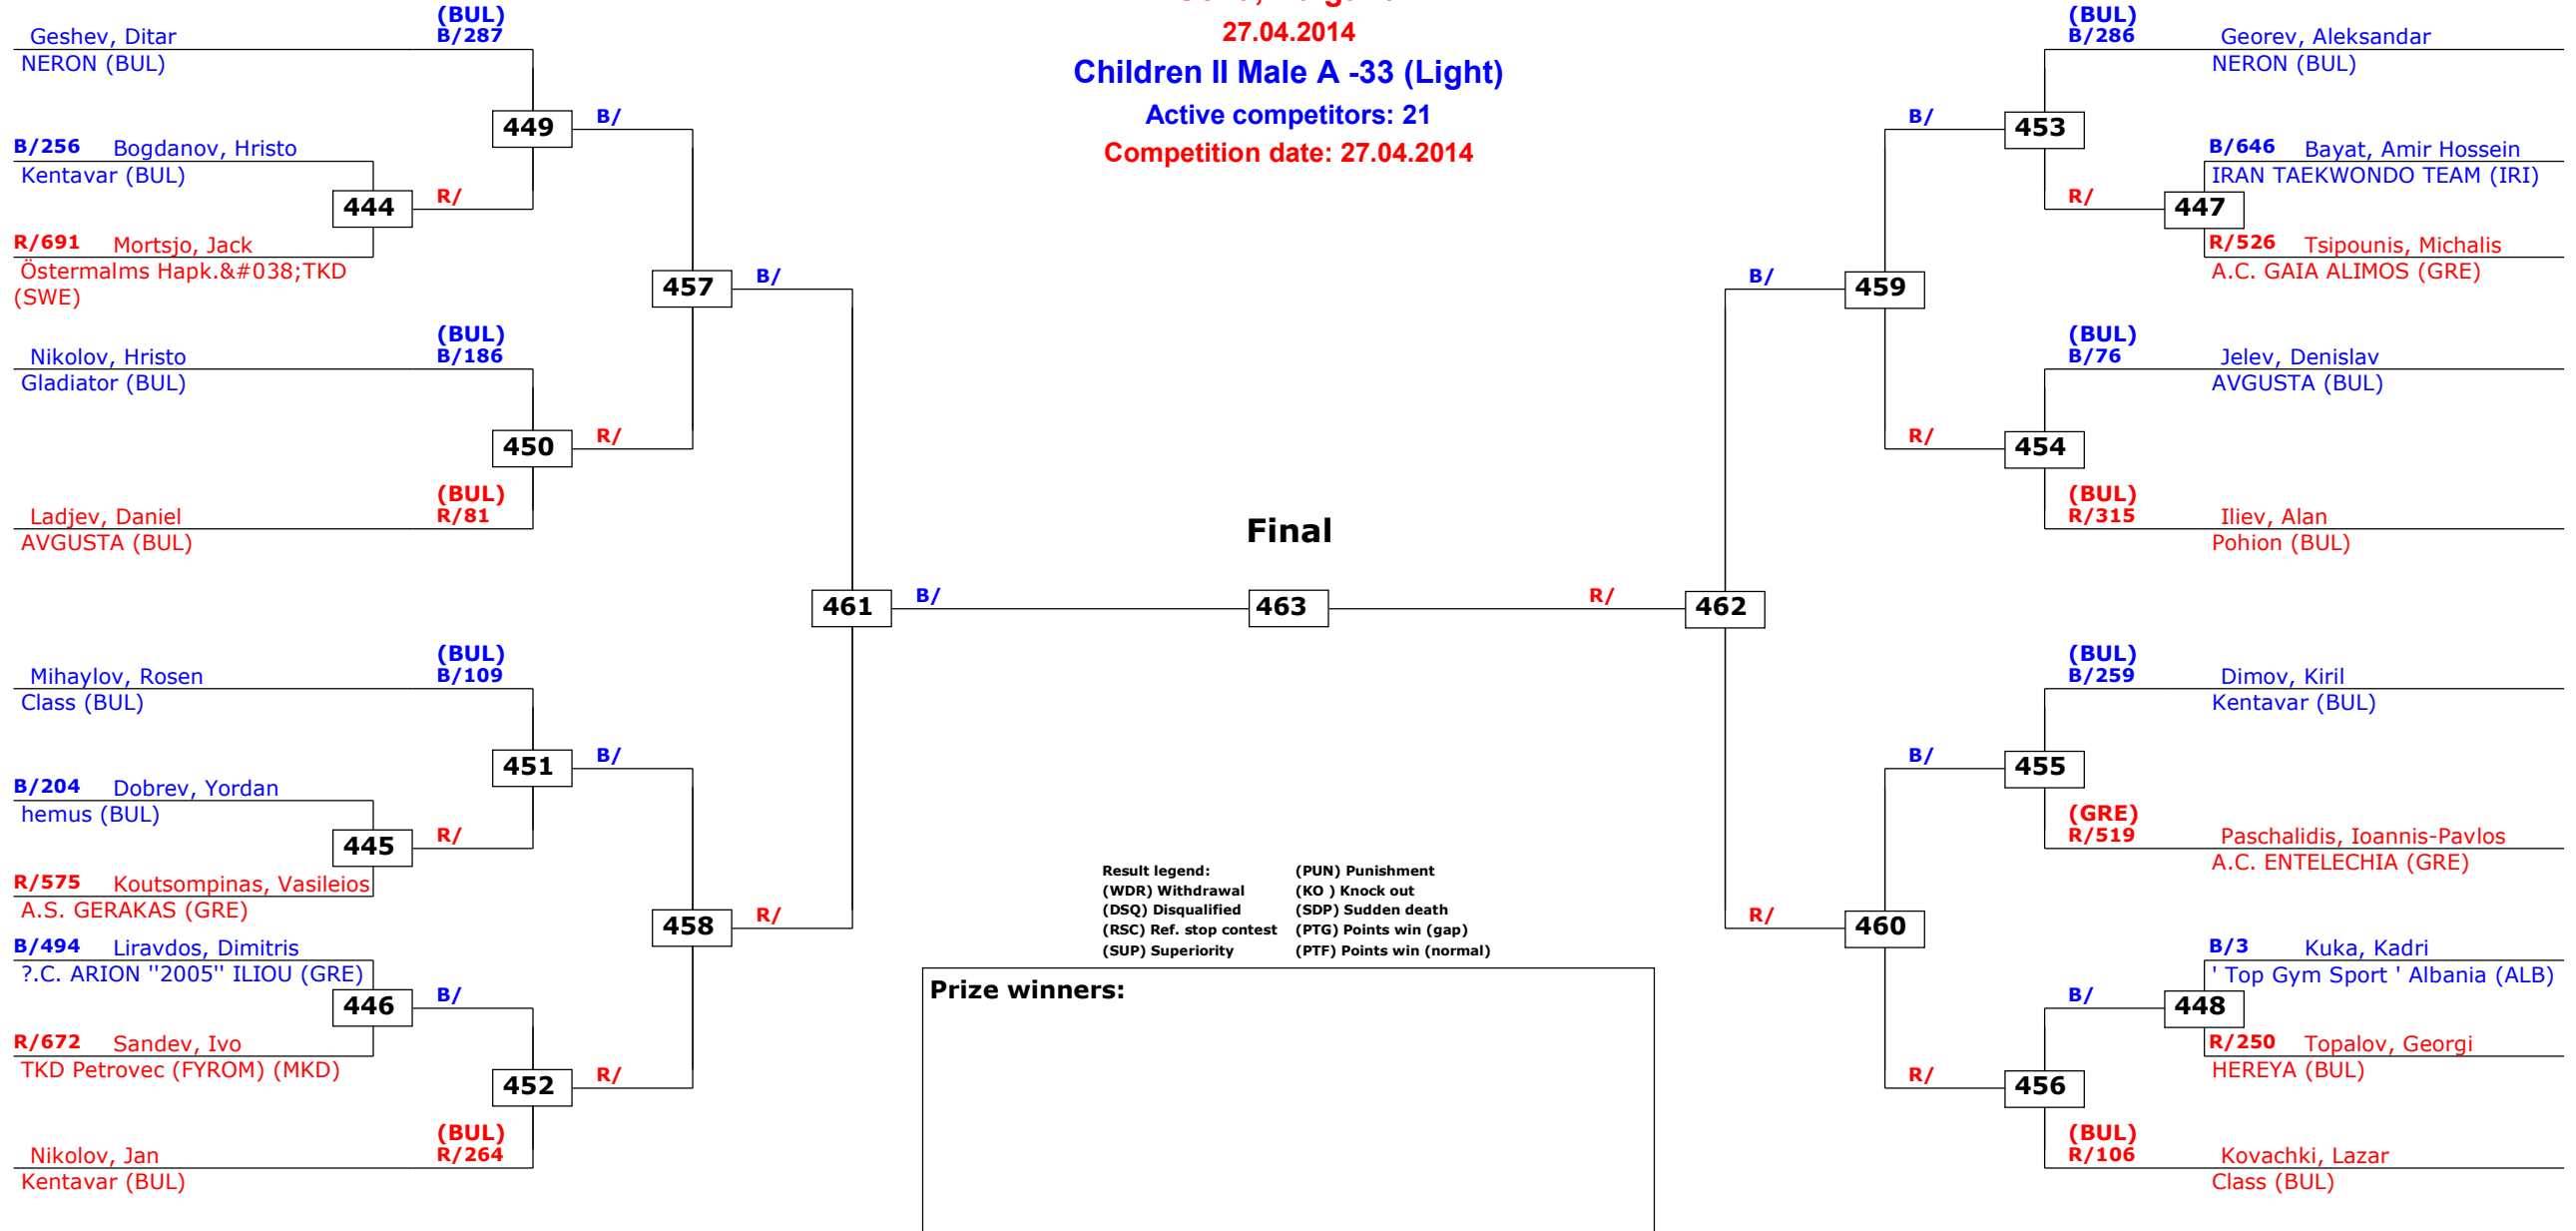 27.04.2014
Children II Male A -33 (Light)
Active competitors: 21
Competition date: 27.04.2014
(BUL)
Geshev, Ditar B/287
NERON (BUL)
449
B/
B/256 Bogdanov, Hristo
Kentavar (BUL)
444
R/
R/691 Mortsjo, Jack
Östermalms Hapk.&#038;TKD
(SWE)
457
B/
(BUL)
Nikolov, Hristo B/186
Gladiator (BUL)
450
R/
(BUL)
Ladjev, Daniel R/81
AVGUSTA (BUL)
461
B/
(BUL)
Mihaylov, Rosen B/109
Class (BUL)
451
B/
B/204 Dobrev, Yordan
hemus (BUL)
445
R/
R/575 Koutsompinas, Vasileios
A.S. GERAKAS (GRE)
458
R/
B/494 Liravdos, Dimitris
?.C. ARION "2005" ILIOU (GRE)
446
B/
R/672 Sandev, Ivo
TKD Petrovec (FYROM) (MKD)
452
R/
(BUL)
Nikolov, Jan R/264
Kentavar (BUL)
Final
463
R/
462
(BUL)
B/286 Georev, Aleksandar
NERON (BUL)
B/
453
B/646 Bayat, Amir Hossein
IRAN TAEKWONDO TEAM (IRI)
R/
447
R/526 Tsipounis, Michalis
A.C. GAIA ALIMOS (GRE)
B/
459
(BUL)
B/76 Jelev, Denislav
AVGUSTA (BUL)
R/
454
(BUL)
R/315 Iliev, Alan
Pohion (BUL)
(BUL)
B/259 Dimov, Kiril
Kentavar (BUL)
B/
455
(GRE)
R/519 Paschalidis, Ioannis-Pavlos
A.C. ENTELECHIA (GRE)
R/
460
B/3 Kuka, Kadri
' Top Gym Sport ' Albania (ALB)
B/
448
R/250 Topalov, Georgi
HEREYA (BUL)
R/
456
(BUL)
R/106 Kovachki, Lazar
Class (BUL)
Result legend: (PUN) Punishment
(WDR) Withdrawal (KO ) Knock out
(DSQ) Disqualified (SDP) Sudden death
(RSC) Ref. stop contest (PTG) Points win (gap)
(SUP) Superiority (PTF) Points win (normal)
Prize winners: